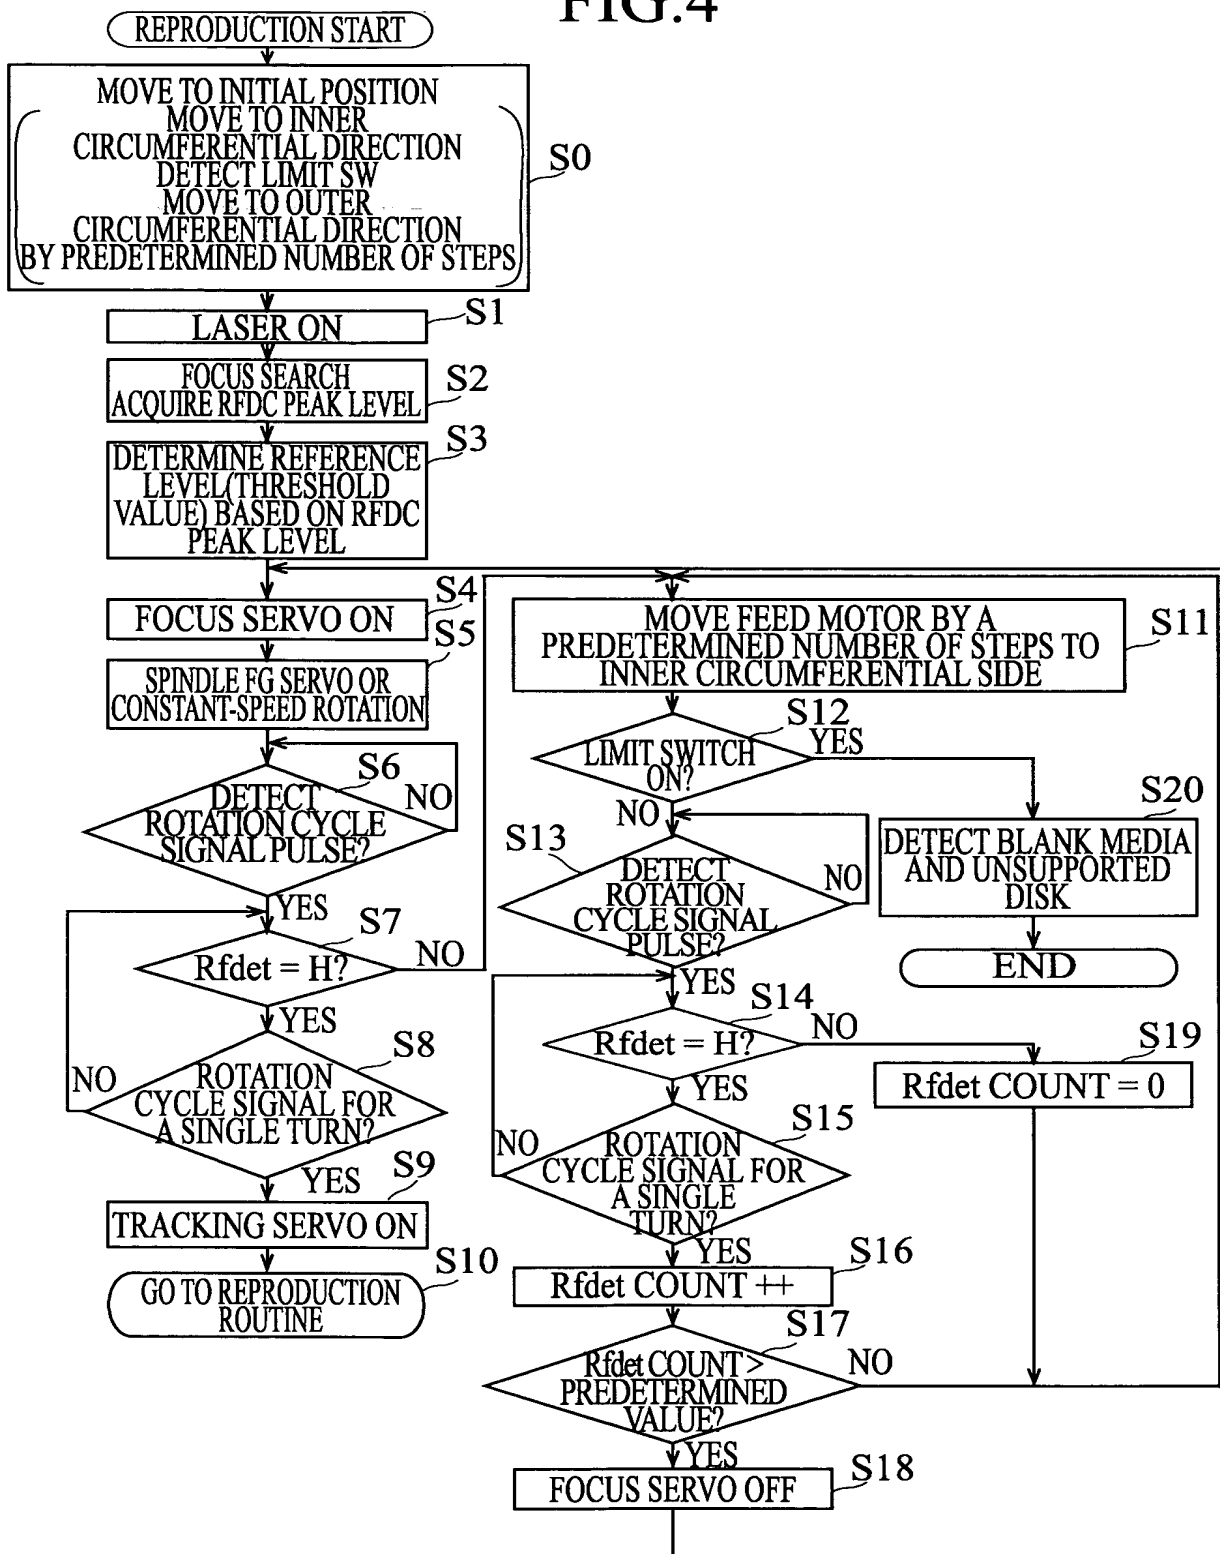 FIG.4
REPRODUCTION START
MOVE TO INITIAL POSITION
MOVE TO INNER
CIRCUMFERENTIAL DIRECTION
DETECT LIMIT SW
MOVE TO OUTER
CIRCUMFERENTIAL DIRECTION
BY PREDETERMINED NUMBER OF STEPS
S0
LASER ON
S1
FOCUS SEARCH
ACQUIRE RFDC PEAK LEVEL
S2
DETERMINE REFERENCE
LEVEL(THRESHOLD
VALUE) BASED ON RFDC
PEAK LEVEL
S3
FOCUS SERVO ON
S4
SPINDLE FG SERVO OR
CONSTANT-SPEED ROTATION
S5
DETECT
ROTATION CYCLE
SIGNAL PULSE?
S6
NO
YES
Rfdet = H?
S7
NO
YES
ROTATION
CYCLE SIGNAL FOR
A SINGLE TURN?
S8
NO
YES
TRACKING SERVO ON
S9
GO TO REPRODUCTION
ROUTINE
S10
MOVE FEED MOTOR BY A
PREDETERMINED NUMBER OF STEPS TO
INNER CIRCUMFERENTIAL SIDE
S11
LIMIT SWITCH
ON?
S12
YES
NO
DETECT
ROTATION
CYCLE SIGNAL
PULSE?
S13
NO
YES
Rfdet = H?
S14
NO
YES
ROTATION
CYCLE SIGNAL FOR
A SINGLE
TURN?
S15
NO
YES
Rfdet COUNT ++
S16
Rfdet COUNT >
PREDETERMINED
VALUE?
S17
NO
YES
FOCUS SERVO OFF
S18
Rfdet COUNT = 0
S19
DETECT BLANK MEDIA
AND UNSUPPORTED
DISK
S20
END